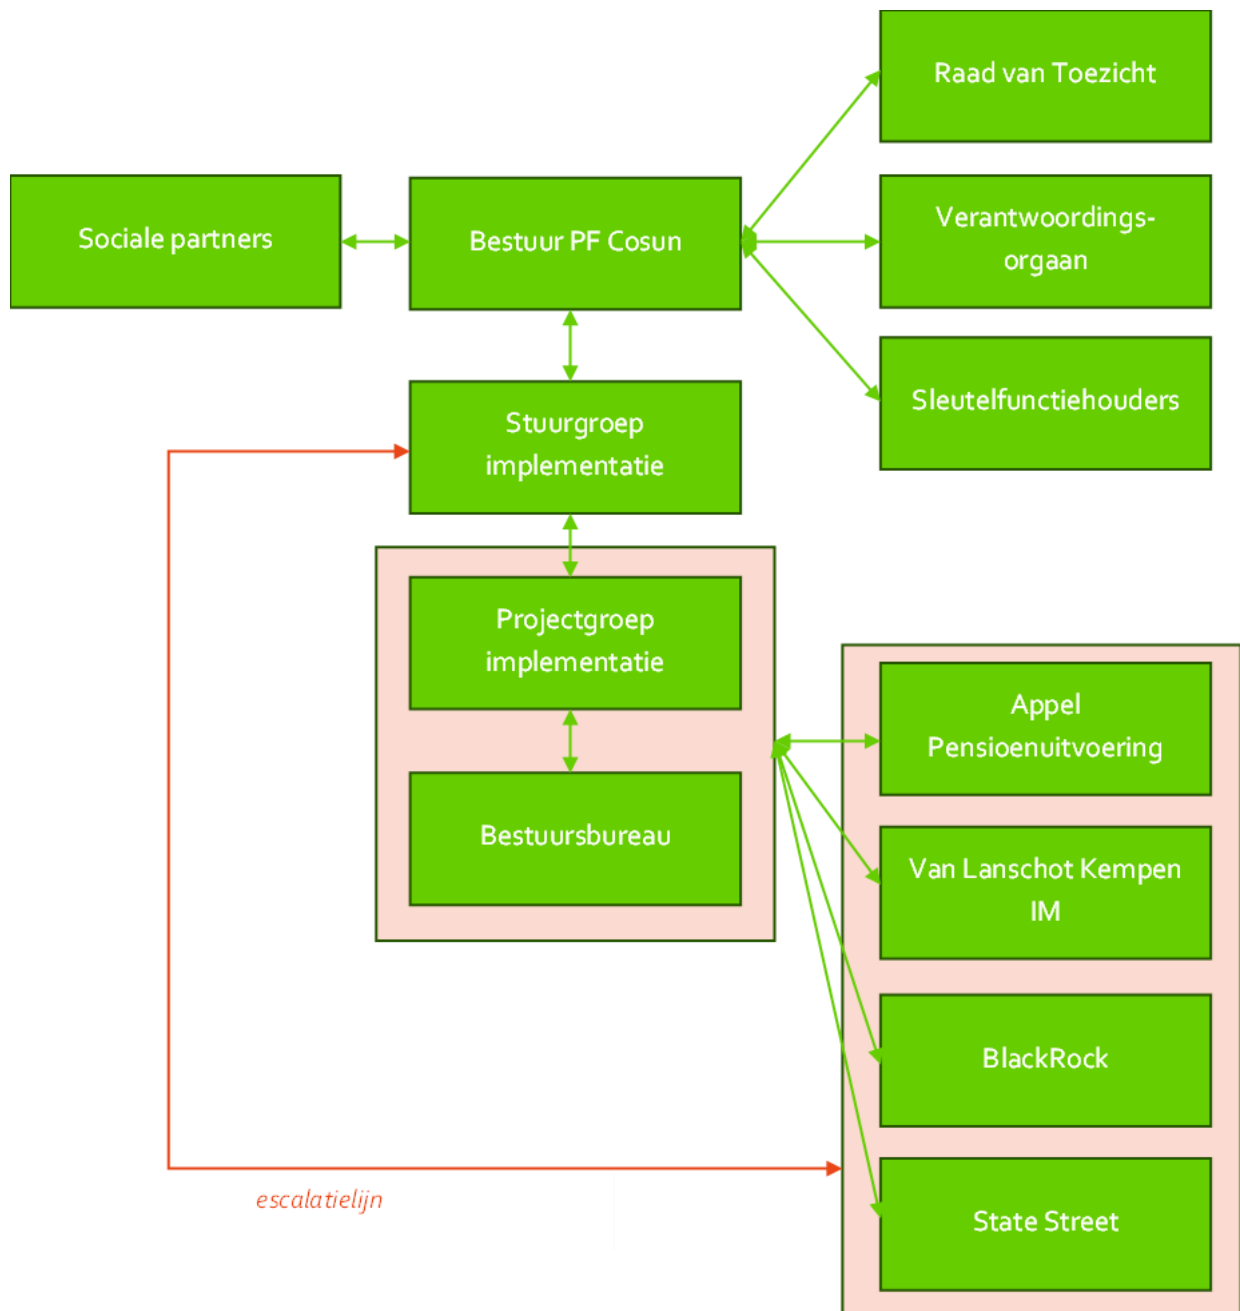 Raad van Toezicht
Sociale partners
Bestuur PF Cosun
Verantwoordings-
orgaan
Sleutelfunctiehouders
Stuurgroep
implementatie
Projectgroep
implementatie
Bestuursbureau
Appel
Pensioenuitvoering
Van Lanschot Kempen
IM
BlackRock
State Street
escalatielijn